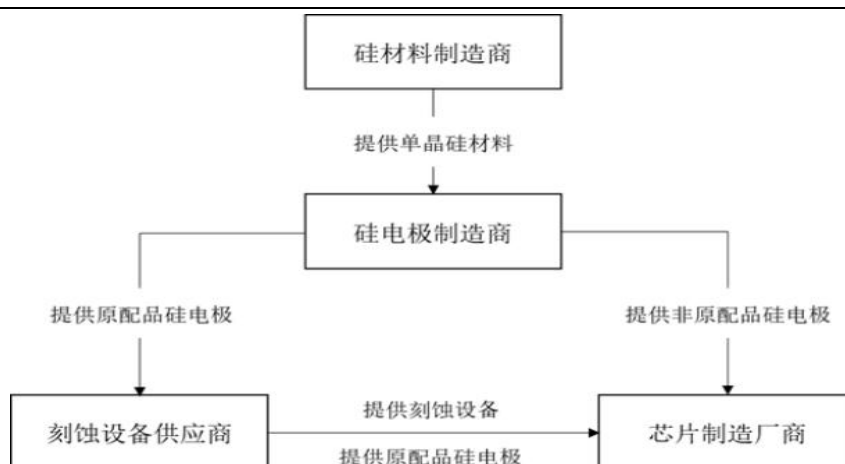 硅材料制造商
提供单晶硅材料
硅电极制造商
提供原配品硅电极
提供非原配品硅电极
提供刻蚀设备
刻蚀设备供应商
芯片制造厂商
提供原配品硅电极